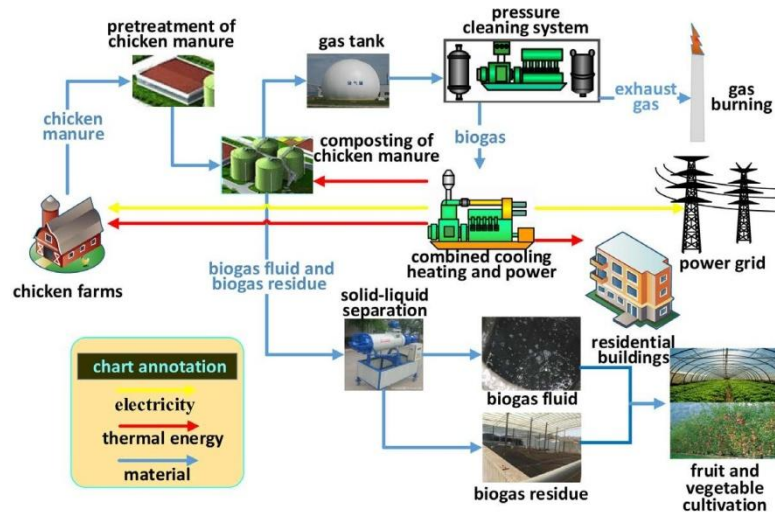 pretreatment of
chicken manure
gas tank
pressure
cleaning system
exhaust
gas
gas
burning
chicken
manure
biogas
composting of
chicken manure
chicken farms
combined cooling
heating and power
power grid
biogas fluid and
biogas residue
solid-liquid
separation
residential
buildings
chart annotation
electricity
thermal energy
material
biogas fluid
biogas residue
fruit and
vegetable
cultivation